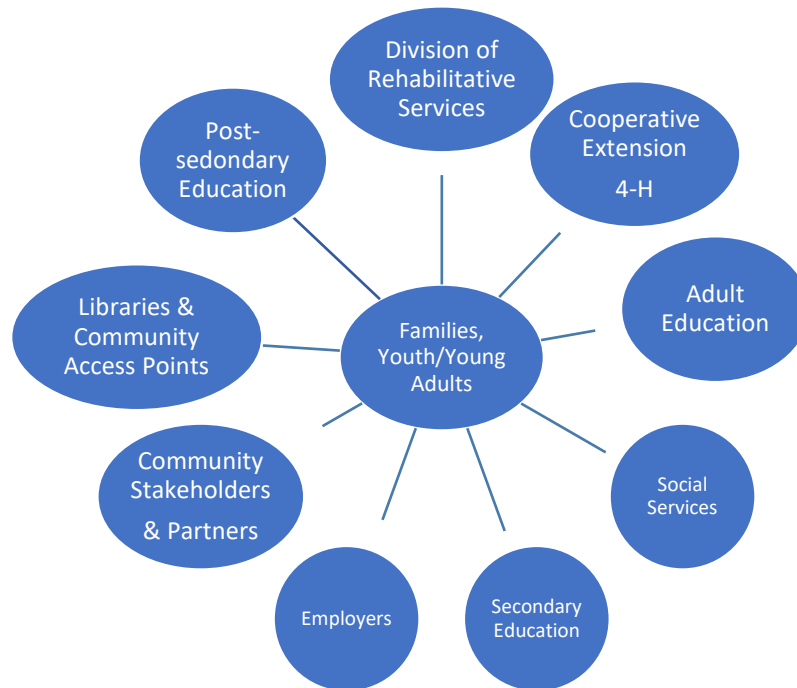 Division of
Rehabilitative
Services
Cooperative
Extension
4-H
Adult
Education
Social
Services
Secondary
Education
Employers
Community
Stakeholders
& Partners
Libraries &
Community
Access Points
Post-
sedondary
Education
Families,
Youth/Young
Adults